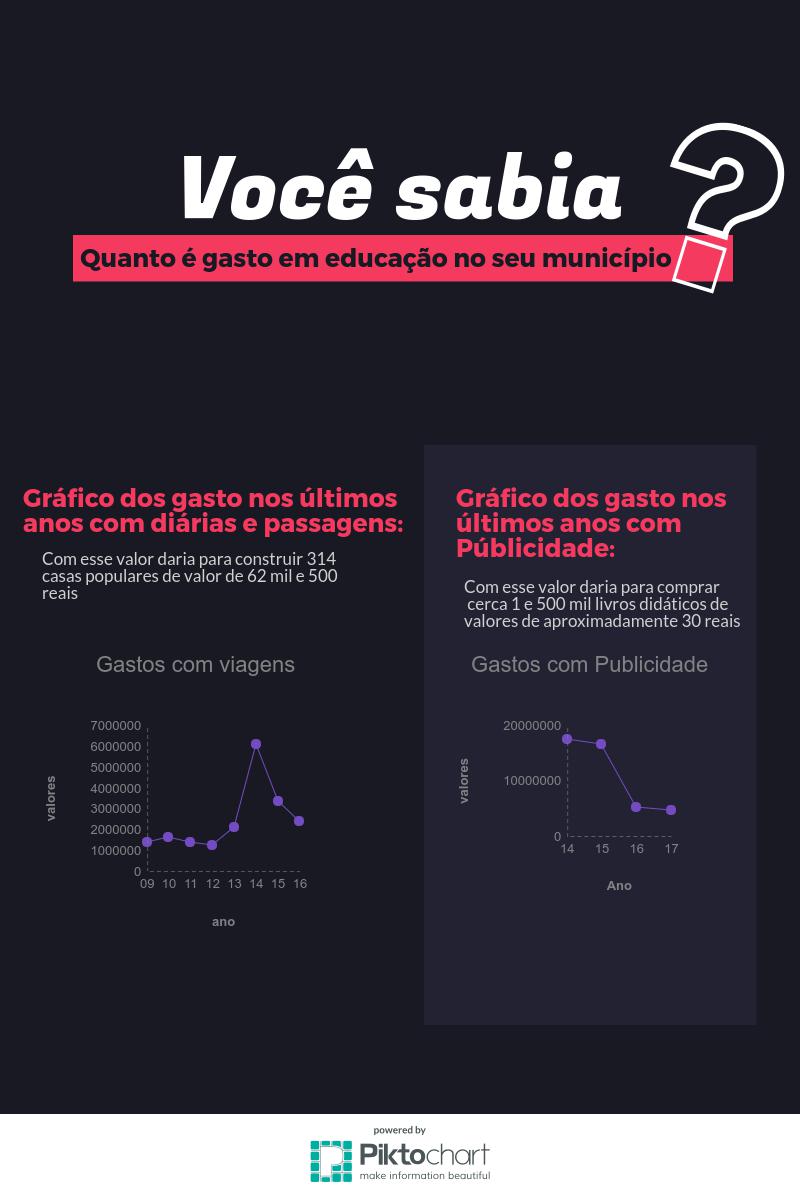 Você sabia
?
Quanto é gasto em educação no seu município
Gráfico dos gasto nos últimos
anos com diárias e passagens:
Com esse valor daria para construir 314
casas populares de valor de 62 mil e 500
reais
Gastos com viagens
7000000
6000000
5000000
4000000
3000000
2000000
1000000
0
valores
09 10 11 12 13 14 15 16
ano
Gráfico dos gasto nos
últimos anos com
Públicidade:
Com esse valor daria para comprar
cerca 1 e 500 mil livros didáticos de
valores de aproximadamente 30 reais
Gastos com Publicidade
20000000
10000000
0
valores
14 15 16 17
Ano
powered by
Piktochart
make information beautiful